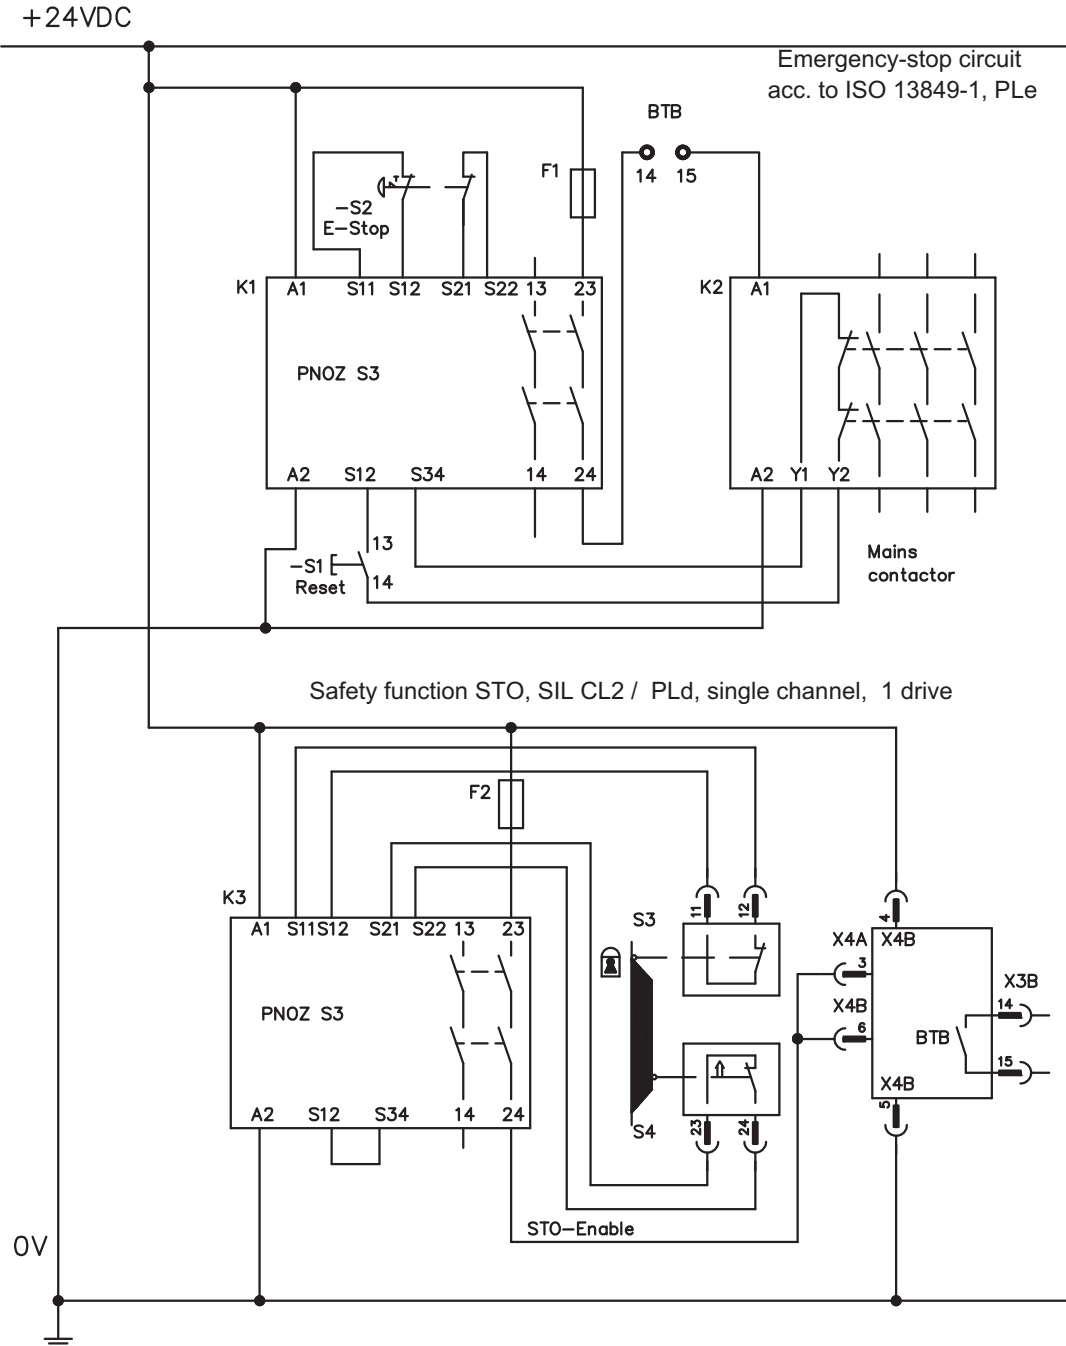 +24VDC
Emergency-stop circuit
acc. to ISO 13849-1, PLe
BTB
F1
14 15
-S2
E-Stop
K1 A1 S11 S12 S21 S22 13 23
K2 A1
PNOZ S3
A2 S12 S34 14 24
A2 Y1 Y2
13
-S1
14
Reset
Mains
contactor
Safety function STO, SIL CL2 / PLd, single channel, 1 drive
F2
K3
11 12
S3
4
A1 S11 S12 S21 S22 13 23
X4A X4B
3
X3B
14
X4B
6
BTB
PNOZ S3
15
X4B
5
A2 S12 S34 14 24
S4
23 24
STO-Enable
0V